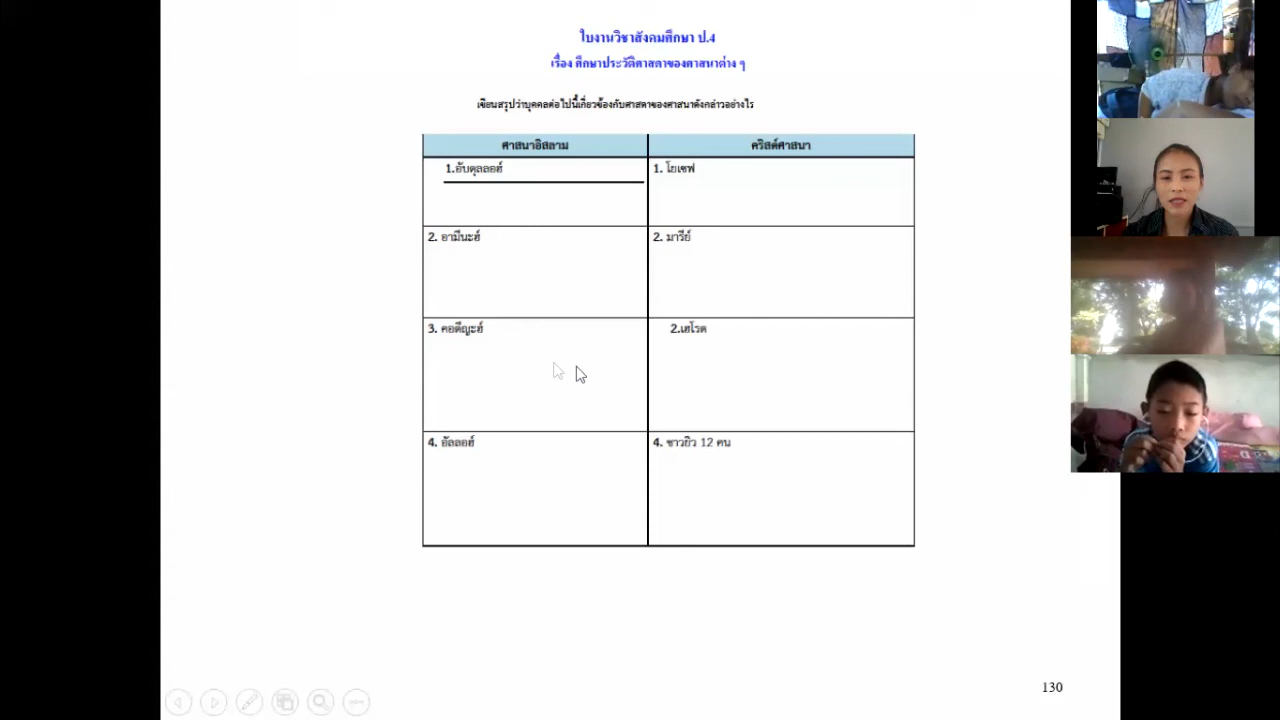 ใบงานวิชาสังคมศึกษา ป.4
เรื่อง ศึกษาประวัติศาสดาของศาสนาต่าง ๆ
เขียนสรุปว่าบุคคลต่อไปนี้เกี่ยวข้องกับศาสดาของศาสนาดังกล่าวอย่างไร
ศาสนาอิสลาม
คริสต์ศาสนา
1.อับดุลลอฮ์
1. โยเซฟ
2. อามีนะฮ์
2. มารีย์
3. คอดีญะฮ์
2.เฮโรด
4. อัลลอฮ์
4. ชาวยิว 12 คน
130